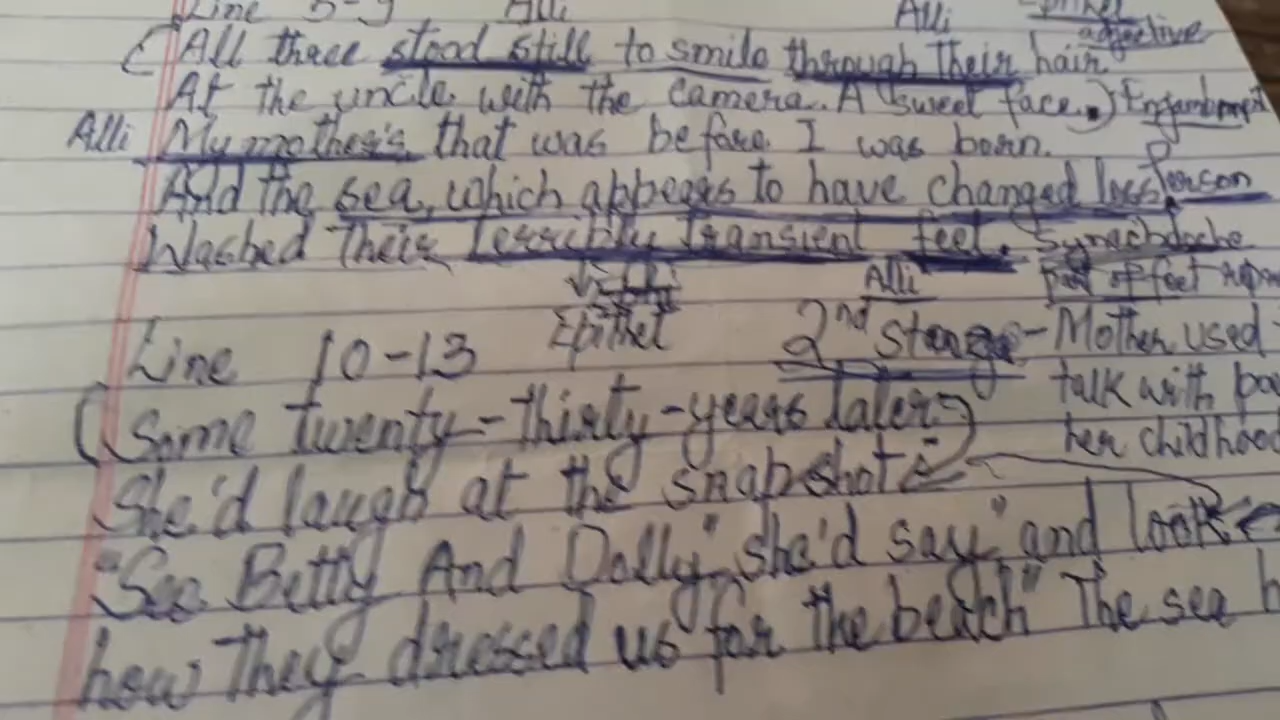 Line 5-9 Alli Alli
adjective
(All three stood still to smile through their hair
At the uncle with the camera. A (sweet face.) Enjambment
Alli My mother's, that was before I was born.
And the sea, which appears to have changed less. Person
Washed their terribly transient feet. Synachdoche
Epithet Alli part of feet
Line 10-13 2nd Stanza - Mother used
(Some twenty-thirty-years later) talk with
She'd laugh at the snapshot. her childhood
"See Betty And Dolly" she'd say" and look
how they dressed us for the beach" The sea h